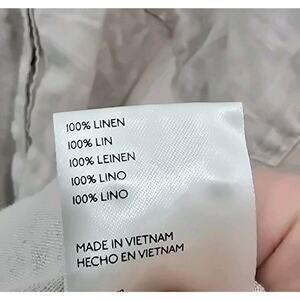 100% LINEN
100% LIN
100% LEINEN
100% LINO
100% LINO
MADE IN VIETNAM
HECHO EN VIETNAM